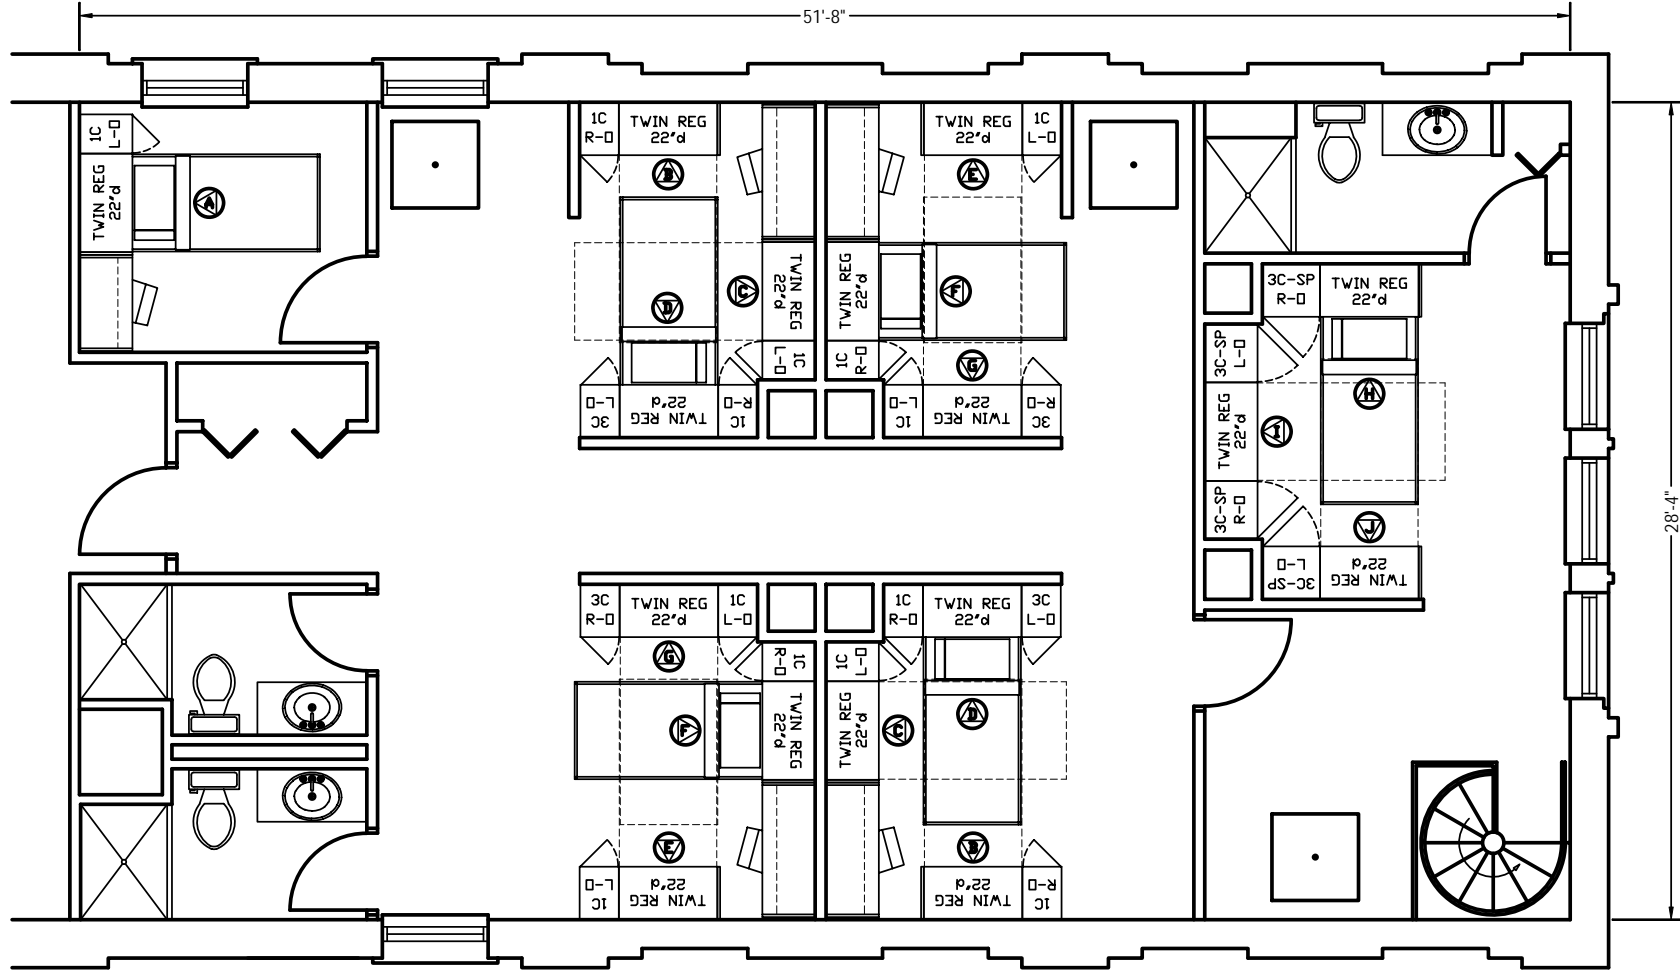 51'-8"
1C
L-O
TWIN REG
22"d
A
1C
R-O
TWIN REG
22"d
B
TWIN REG
22"d
C
1C
L-O
D
3C
L-O
TWIN REG
22"d
1C
R-O
TWIN REG
22"d
1C
L-O
E
TWIN REG
22"d
F
1C
R-O
G
1C
L-O
TWIN REG
22"d
3C
R-O
3C-SP
R-O
TWIN REG
22"d
3C-SP
L-O
H
TWIN REG
22"d
I
3C-SP
R-O
J
3C-SP
L-O
TWIN REG
22"d
28'-4"
3C
R-O
TWIN REG
22"d
1C
L-O
G
1C
R-O
TWIN REG
22"d
F
E
1C
L-O
TWIN REG
22"d
1C
R-O
TWIN REG
22"d
3C
L-O
1C
L-O
TWIN REG
22"d
C
D
B
TWIN REG
22"d
1C
R-O